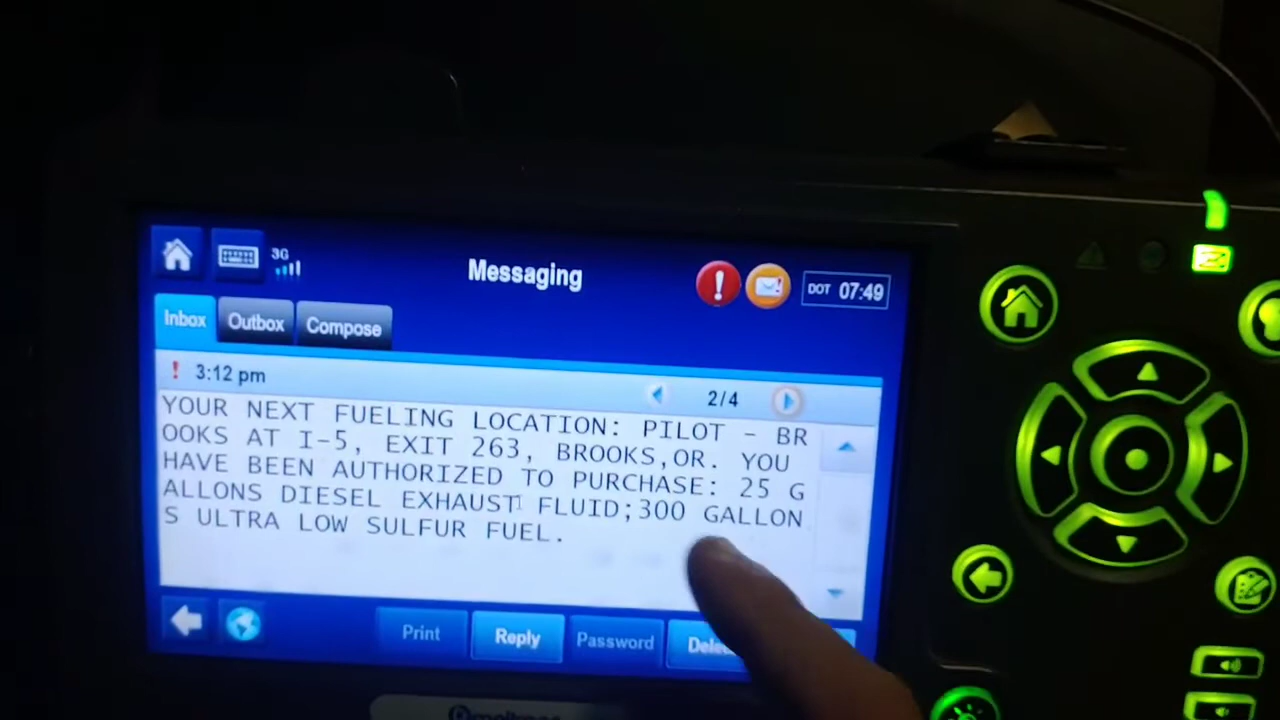 3G
Messaging
DOT 07:49
Inbox Outbox Compose
! 3:12 pm 2/4
YOUR NEXT FUELING LOCATION: PILOT - BR
OOKS AT I-5, EXIT 263, BROOKS,OR. YOU
HAVE BEEN AUTHORIZED TO PURCHASE: 25 G
ALLONS DIESEL EXHAUST FLUID;300 GALLON
S ULTRA LOW SULFUR FUEL.
Print Reply Password